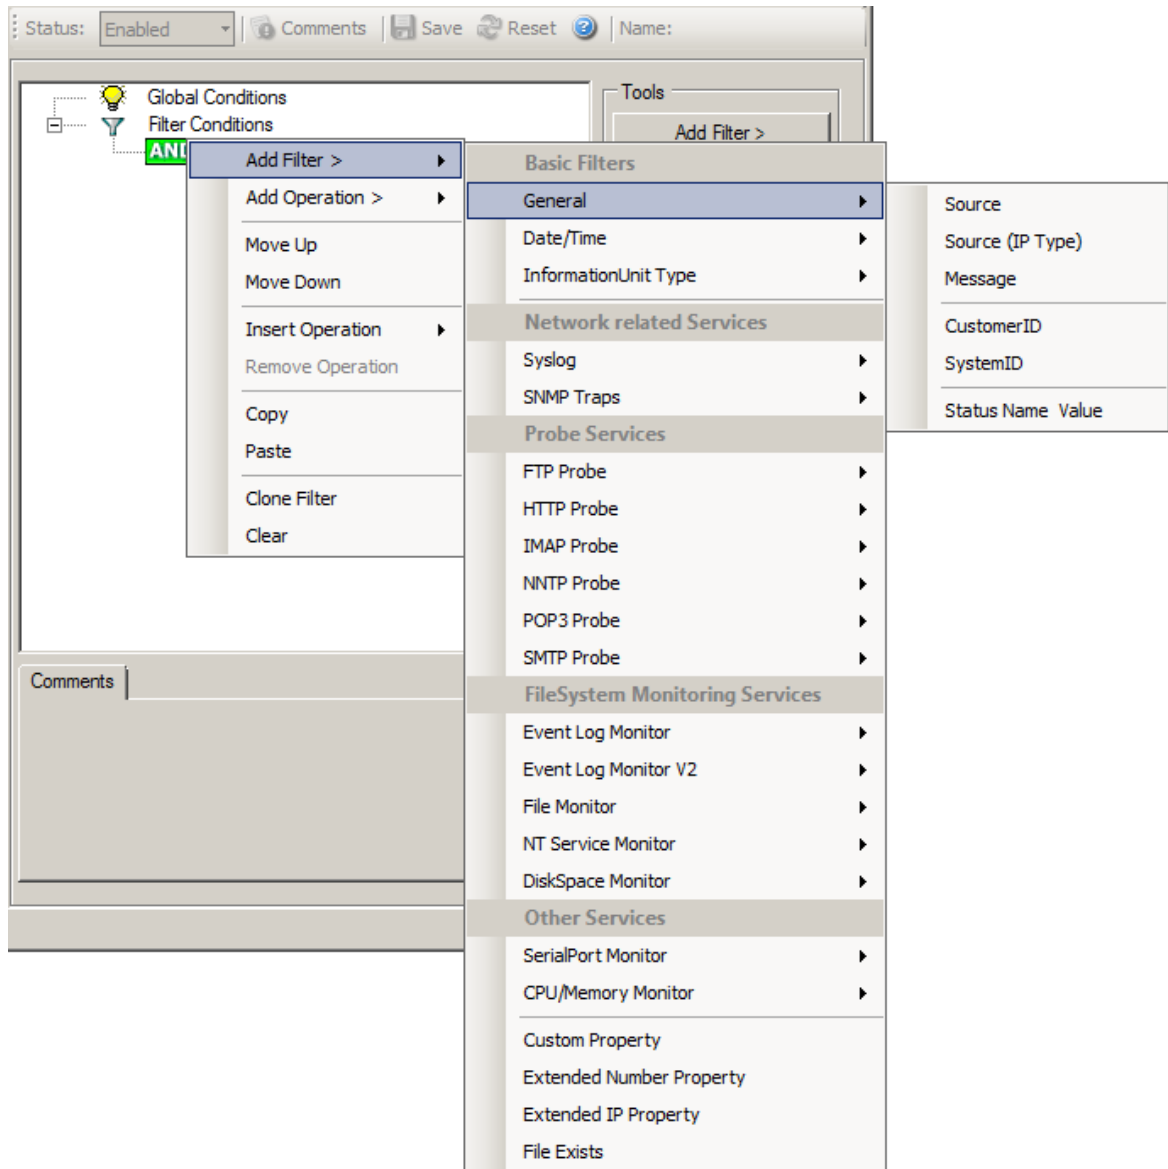 Status: Enabled Comments Save Reset Name:
Global Conditions
Filter Conditions
AND
Tools
Add Filter >
Add Filter >
Add Operation >
Move Up
Move Down
Insert Operation
Remove Operation
Copy
Paste
Clone Filter
Clear
Basic Filters
General
Date/Time
InformationUnit Type
Network related Services
Syslog
SNMP Traps
Probe Services
FTP Probe
HTTP Probe
IMAP Probe
NNTP Probe
POP3 Probe
SMTP Probe
FileSystem Monitoring Services
Event Log Monitor
Event Log Monitor V2
File Monitor
NT Service Monitor
DiskSpace Monitor
Other Services
SerialPort Monitor
CPU/Memory Monitor
Custom Property
Extended Number Property
Extended IP Property
File Exists
Source
Source (IP Type)
Message
CustomerID
SystemID
Status Name Value
Comments